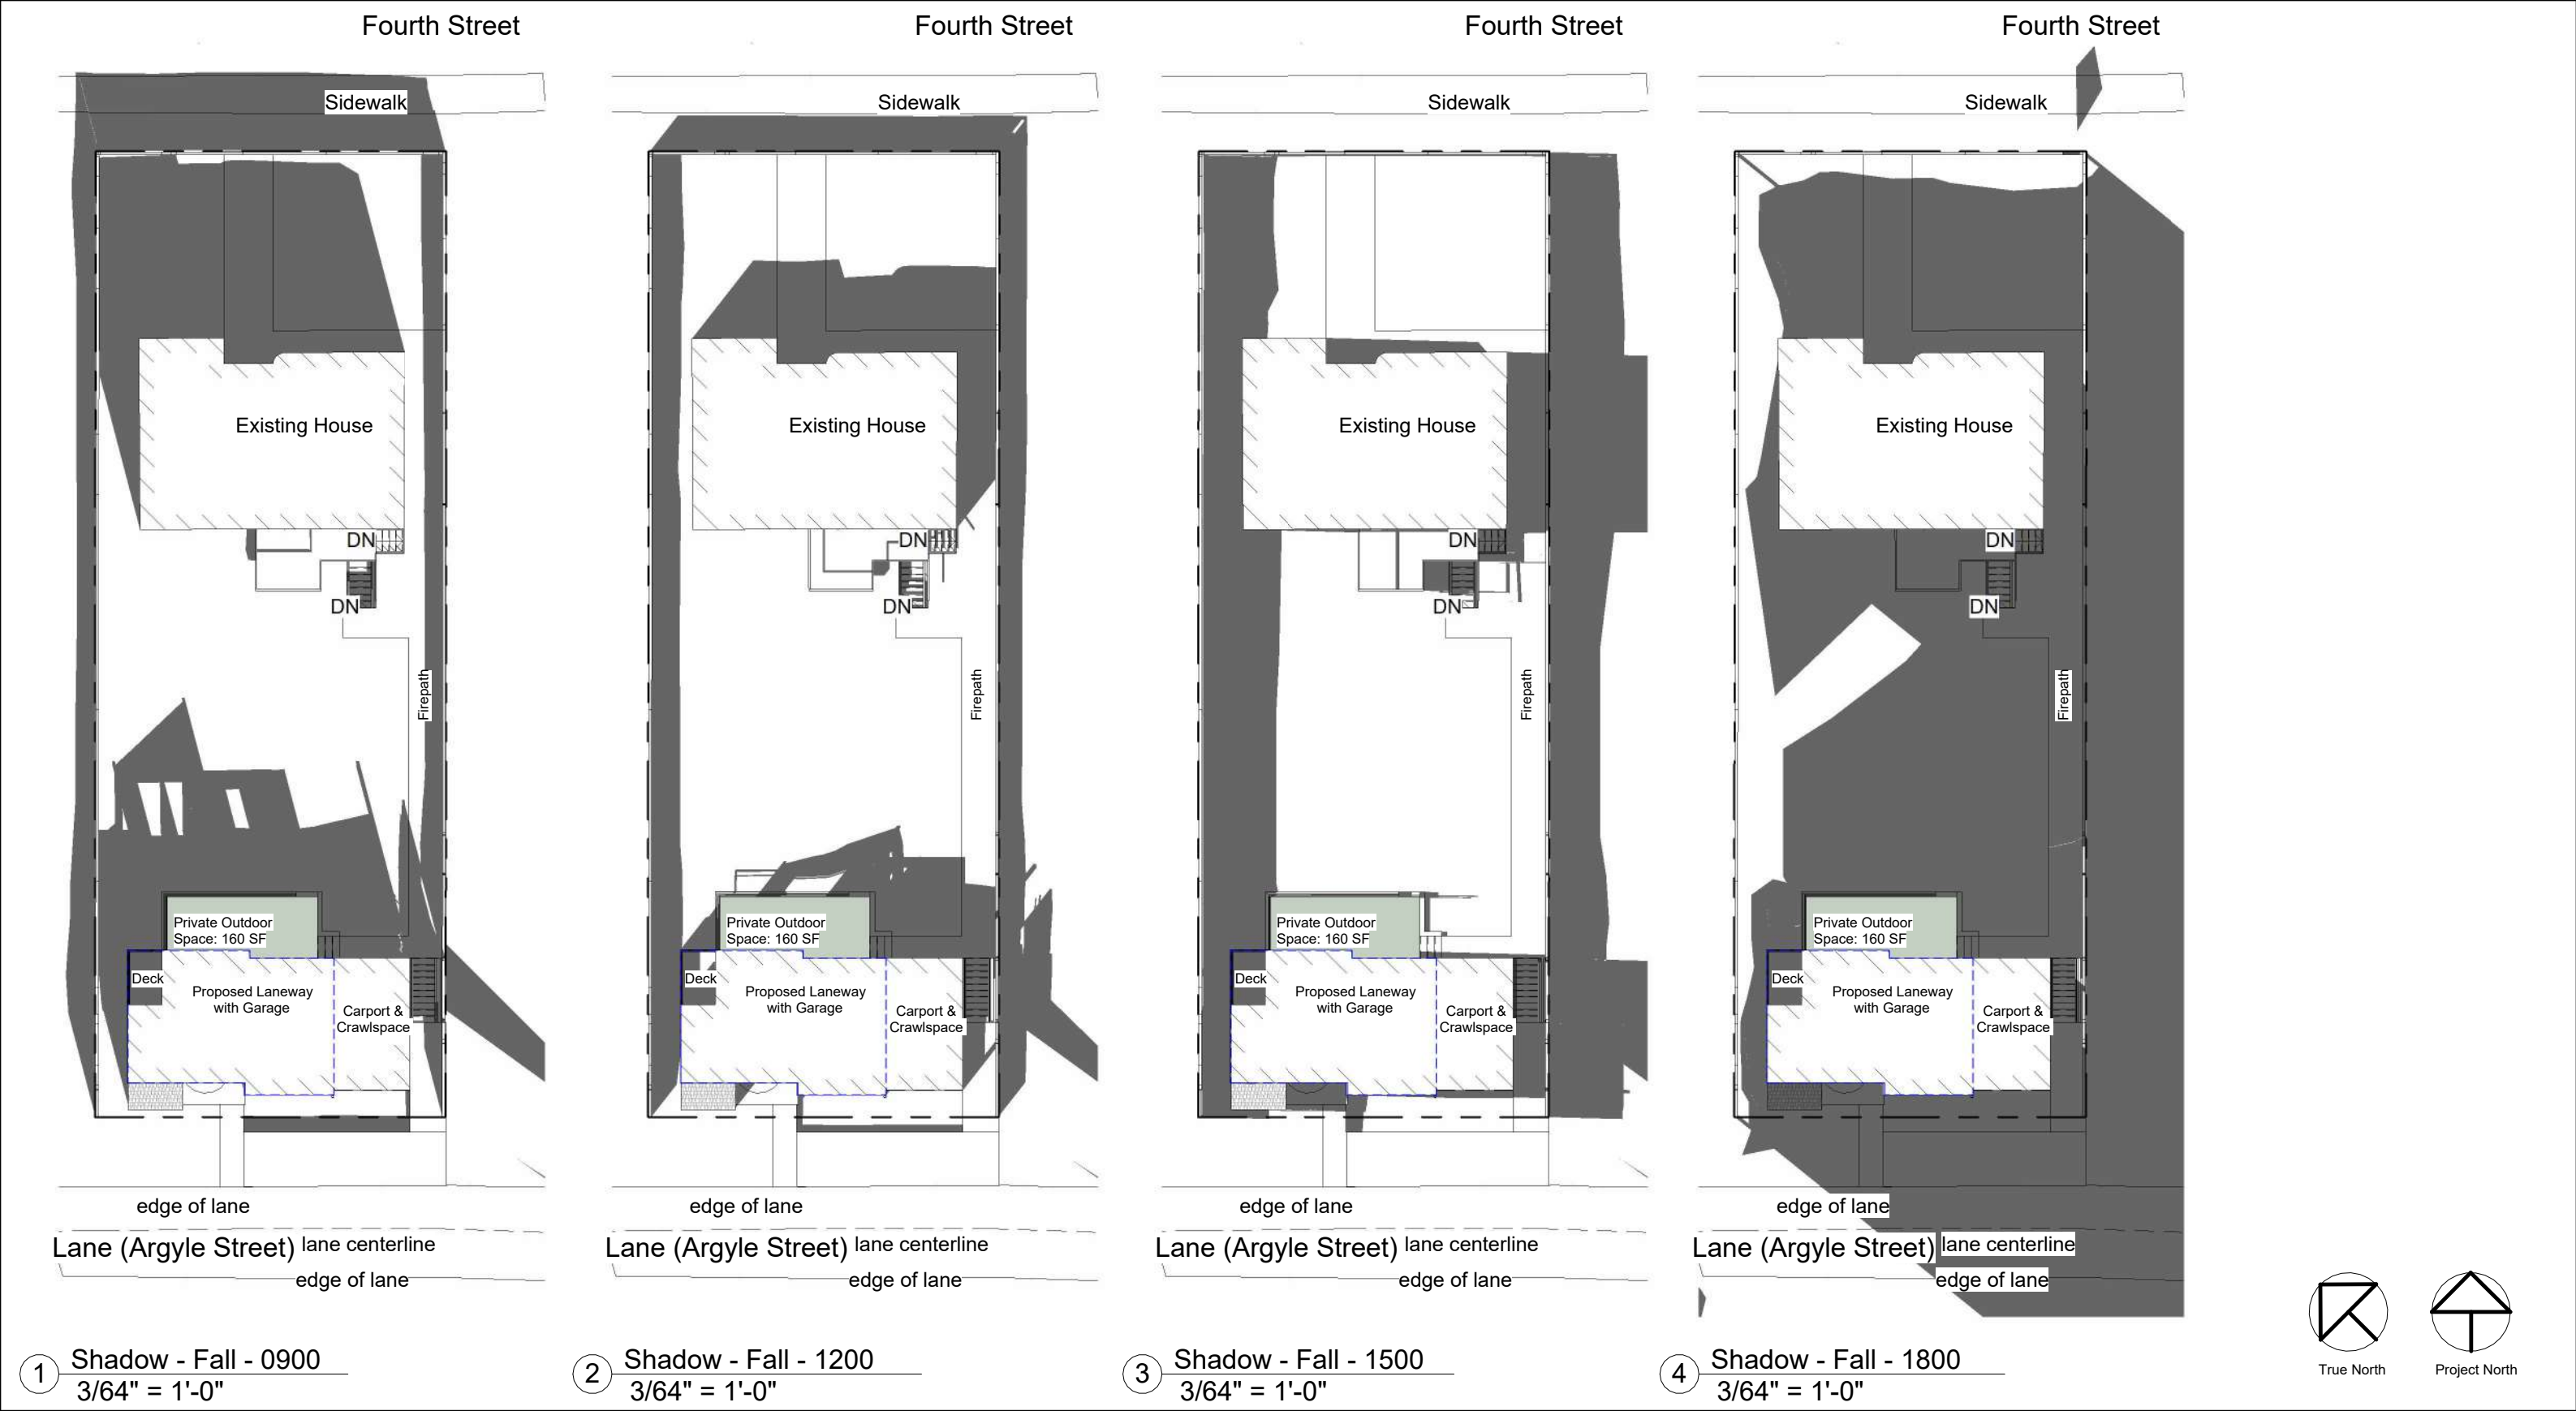 Fourth Street
Sidewalk
Existing House
DN
DN
Firepath
Private Outdoor
Space: 160 SF
Deck
Proposed Laneway
with Garage
Carport &
Crawlspace
edge of lane
Lane (Argyle Street)
lane centerline
edge of lane
1
Shadow - Fall - 0900
3/64" = 1'-0"
Fourth Street
Sidewalk
Existing House
DN
DN
Firepath
Private Outdoor
Space: 160 SF
Deck
Proposed Laneway
with Garage
Carport &
Crawlspace
edge of lane
Lane (Argyle Street)
lane centerline
edge of lane
2
Shadow - Fall - 1200
3/64" = 1'-0"
Fourth Street
Sidewalk
Existing House
DN
DN
Firepath
Private Outdoor
Space: 160 SF
Deck
Proposed Laneway
with Garage
Carport &
Crawlspace
edge of lane
Lane (Argyle Street)
lane centerline
edge of lane
3
Shadow - Fall - 1500
3/64" = 1'-0"
Fourth Street
Sidewalk
Existing House
DN
DN
Firepath
Private Outdoor
Space: 160 SF
Deck
Proposed Laneway
with Garage
Carport &
Crawlspace
edge of lane
Lane (Argyle Street)
lane centerline
edge of lane
4
Shadow - Fall - 1800
3/64" = 1'-0"
True North
Project North